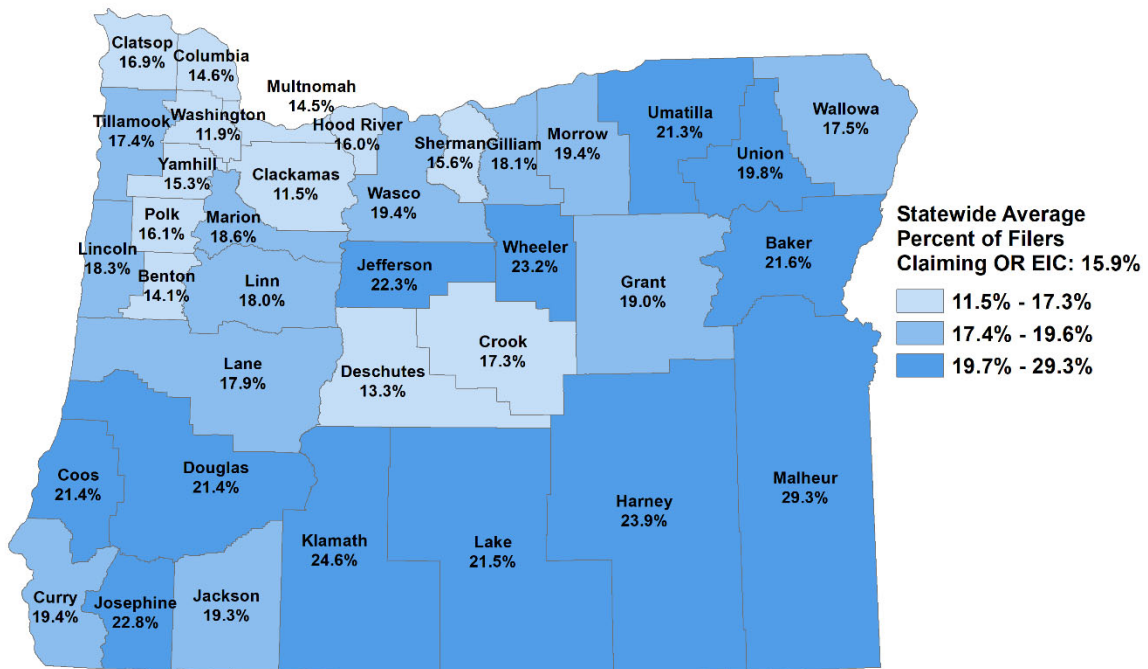 Clatsop
16.9%
Columbia
14.6%
Multnomah
14.5%
Tillamook
17.4%
Washington
11.9%
Hood River
16.0%
Sherman
15.6%
Gilliam
18.1%
Morrow
19.4%
Umatilla
21.3%
Union
19.8%
Wallowa
17.5%
Yamhill
15.3%
Clackamas
11.5%
Wasco
19.4%
Polk
16.1%
Marion
18.6%
Lincoln
18.3%
Benton
14.1%
Linn
18.0%
Jefferson
22.3%
Wheeler
23.2%
Grant
19.0%
Baker
21.6%
Lane
17.9%
Deschutes
13.3%
Crook
17.3%
Coos
21.4%
Douglas
21.4%
Klamath
24.6%
Lake
21.5%
Harney
23.9%
Malheur
29.3%
Curry
19.4%
Josephine
22.8%
Jackson
19.3%
Statewide Average
Percent of Filers
Claiming OR EIC: 15.9%
11.5% - 17.3%
17.4% - 19.6%
19.7% - 29.3%